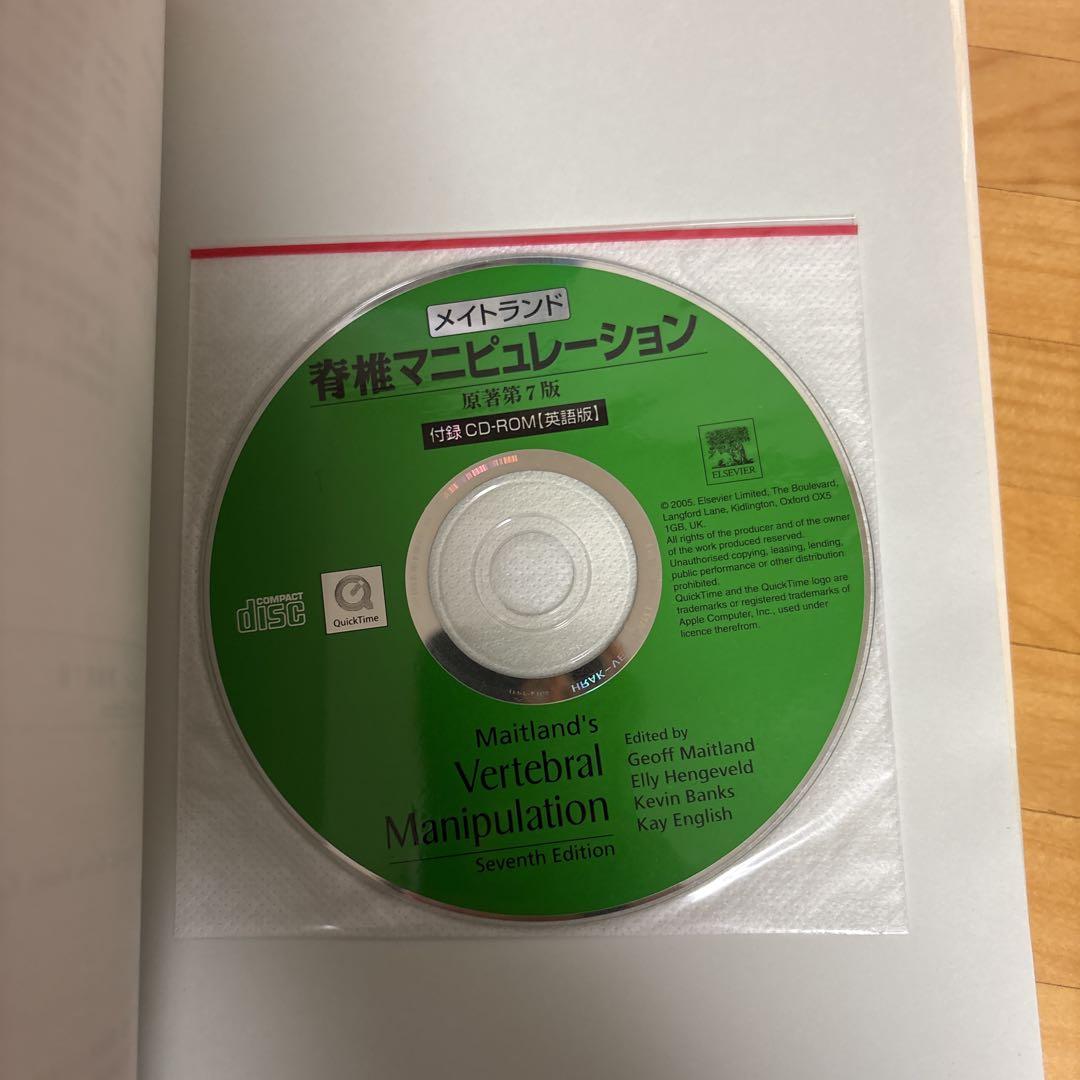 メイトランド
脊椎マニピュレーション
原著第7版
付録 CD-ROM【英語版】
ELSEVIER
© 2005. Elsevier Limited, The Boulevard,
Langford Lane, Kidlington, Oxford OX5
1GB, UK.
All rights of the producer and of the owner
of the work produced reserved.
Unauthorised copying, leasing, lending,
public performance or other distribution
prohibited.
QuickTime and the QuickTime logo are
trademarks or registered trademarks of
Apple Computer, Inc., used under
licence therefrom.
COMPACT
disc
QuickTime
Maitland's
Vertebral
Manipulation
Seventh Edition
Edited by
Geoff Maitland
Elly Hengeveld
Kevin Banks
Kay English